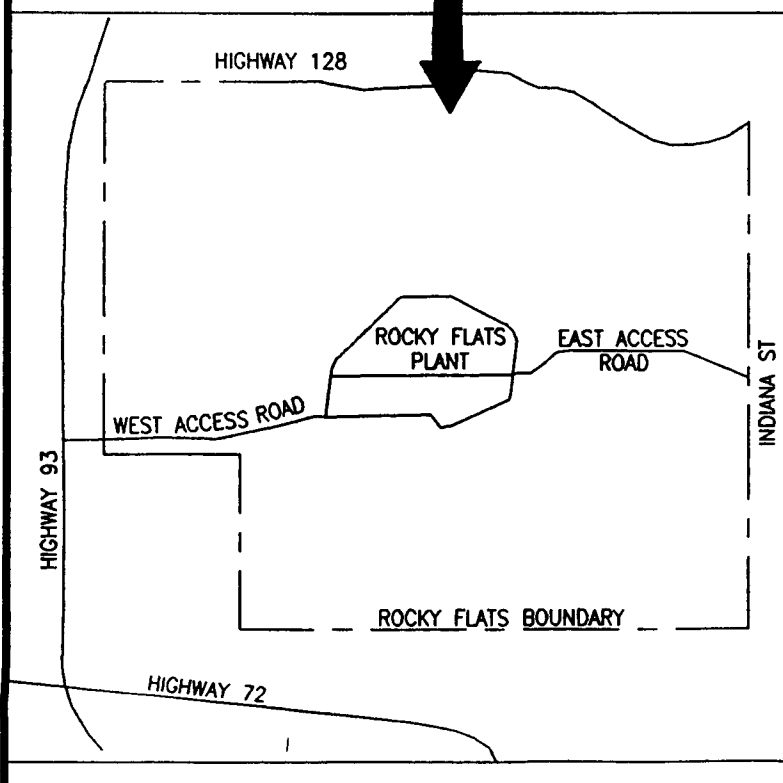 HIGHWAY 128
ROCKY FLATS
PLANT
EAST ACCESS
ROAD
INDIANA ST
WEST ACCESS ROAD
HIGHWAY 93
ROCKY FLATS BOUNDARY
HIGHWAY 72